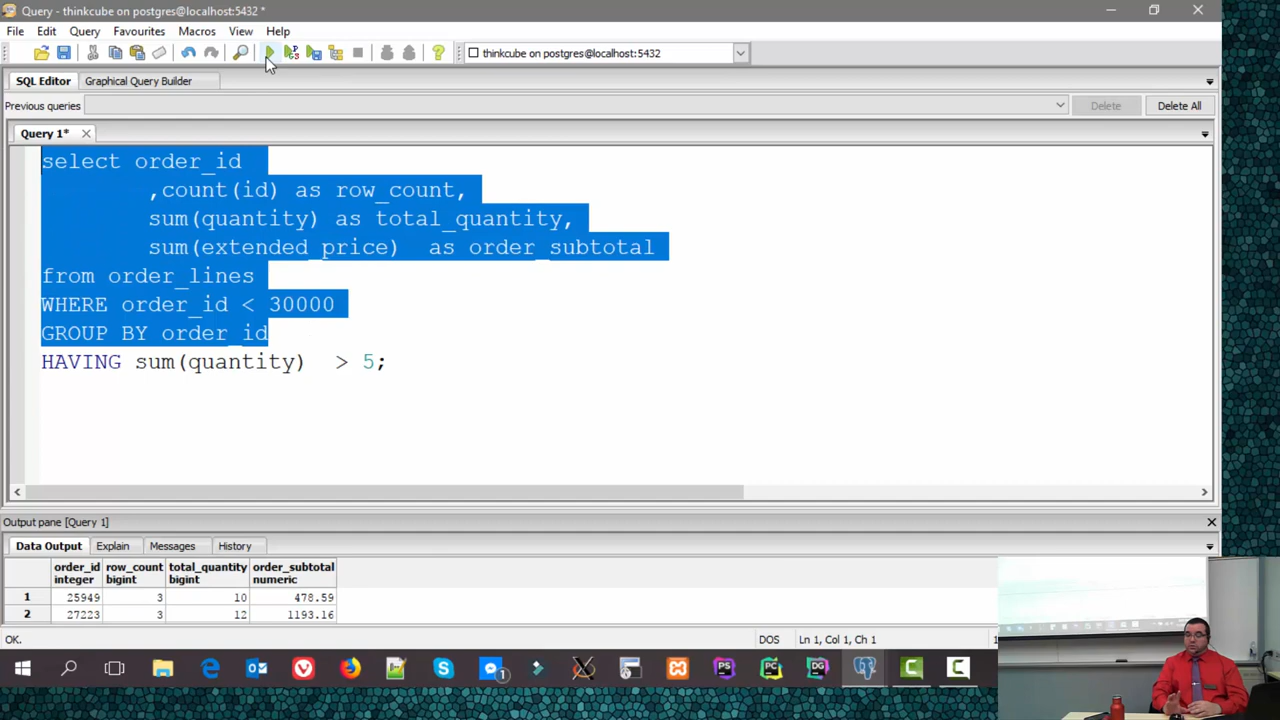 Query - thinkcube on postgres@localhost:5432 *
File Edit Query Favourites Macros View Help
thinkcube on postgres@localhost:5432
SQL Editor Graphical Query Builder
Previous queries Delete Delete All
Query 1*
select order_id
,count(id) as row_count,
sum(quantity) as total_quantity,
sum(extended_price) as order_subtotal
from order_lines
WHERE order_id < 30000
GROUP BY order_id
HAVING sum(quantity) > 5;
Output pane [Query 1]
Data Output Explain Messages History
order_id row_count total_quantity order_subtotal
integer bigint bigint numeric
1 25949 3 10 478.59
2 27223 3 12 1193.16
OK. DOS Ln 1, Col 1, Ch 1 1